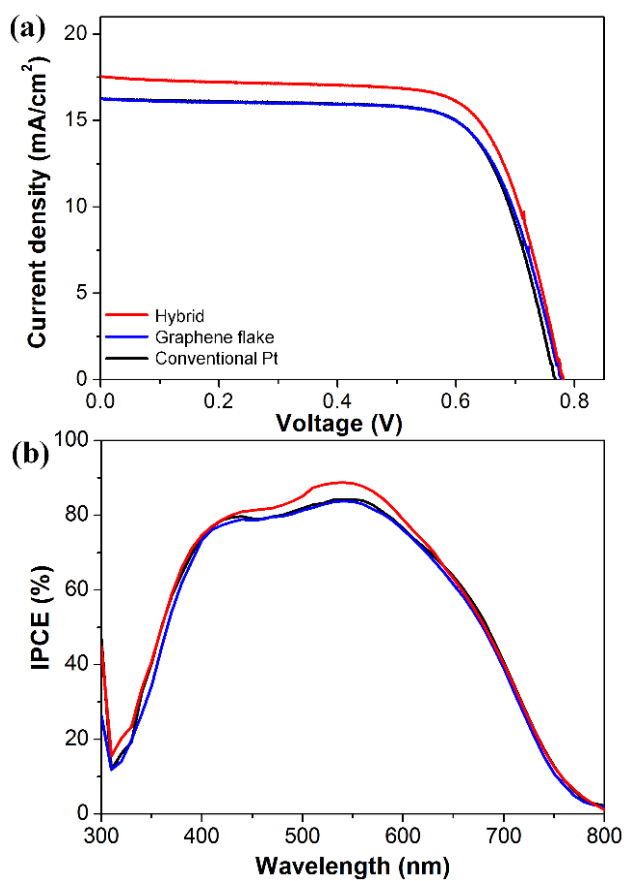 (a)
20
15
10
5
0
Current density (mA/cm²)
Hybrid
Graphene flake
Conventional Pt
0.0 0.2 0.4 0.6 0.8
Voltage (V)
(b)
100
80
60
40
20
0
IPCE (%)
300 400 500 600 700 800
Wavelength (nm)